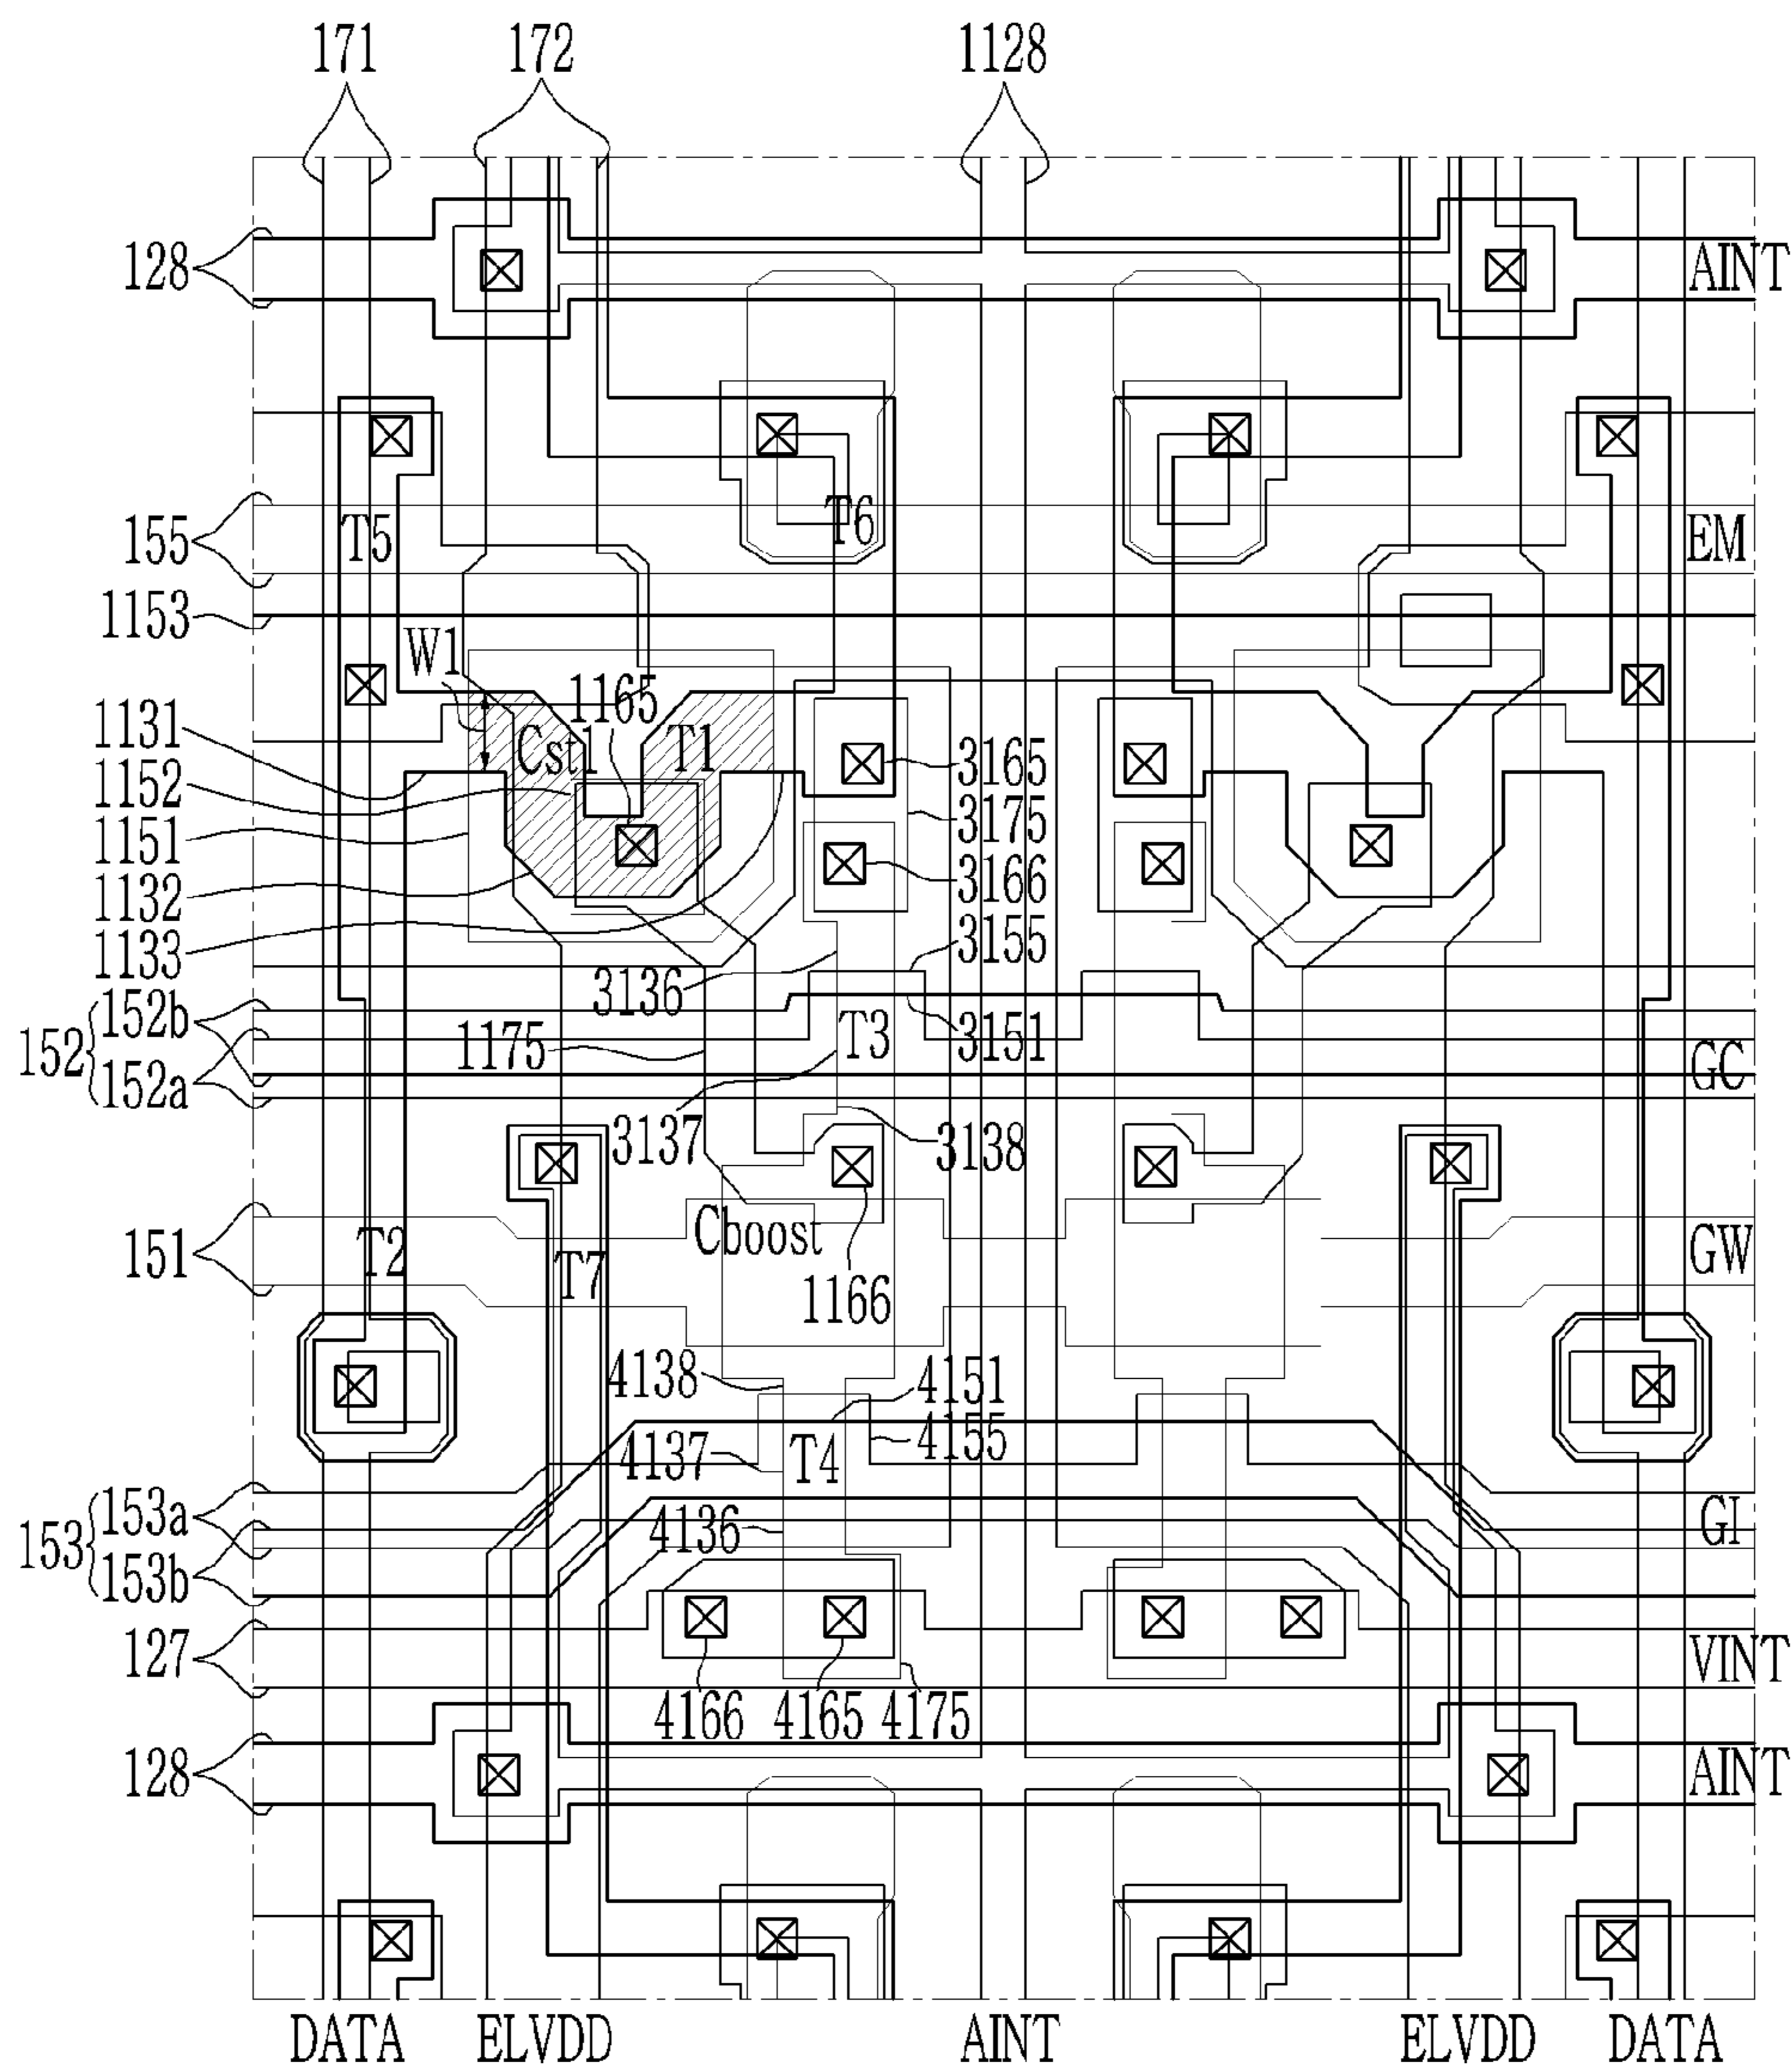 171 172 1128
128 AINT
T6
155 T5 EM
1153
W1
1165
1131 Cst1 T1 3165
1152
1151 3175
1132 3166
1133 3155
3136
152 152b T3 3151
1175 GC
152a
3137 3138
151 T2 T7 Cboost GW
1166
4138 4151
4137 T4 4155
153 153a 4136 GI
153b
127 VINT
4166 4165 4175
128 AINT
DATA ELVDD AINT ELVDD DATA